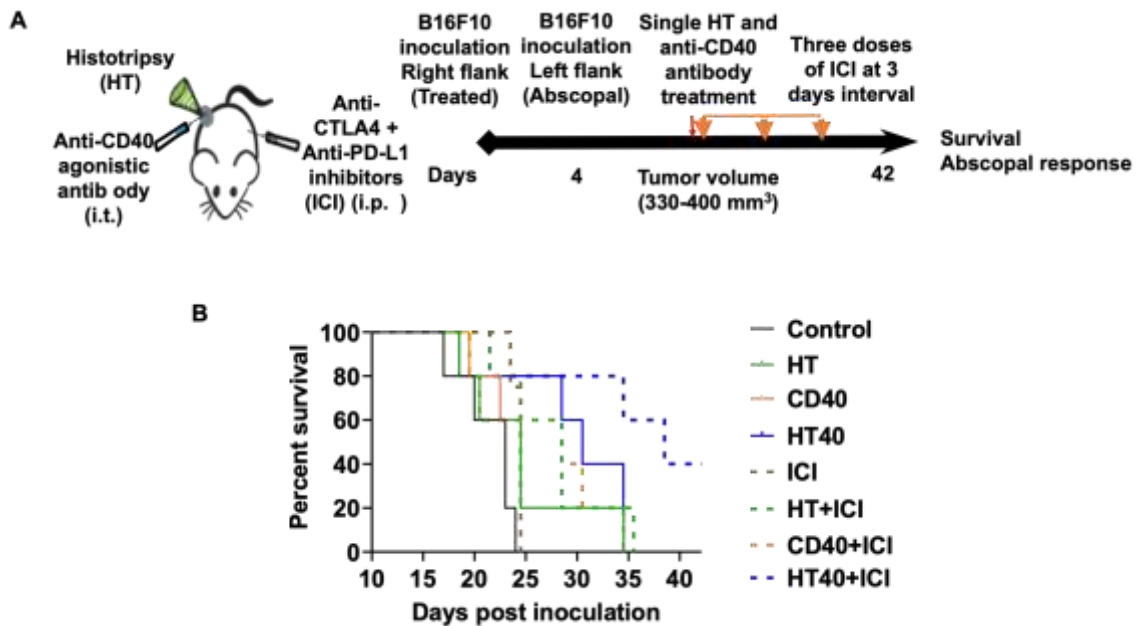 A
Histotripsy
(HT)
Anti-CD40
agonistic
antib ody
(i.t.)
Anti-
CTLA4 +
Anti-PD-L1
inhibitors
(ICI) (i.p. )
B16F10
inoculation
Right flank
(Treated)
B16F10
inoculation
Left flank
(Abscopal)
Single HT and
anti-CD40
antibody
treatment
Three doses
of ICI at 3
days interval
Days
4
Tumor volume
(330-400 mm³)
42
Survival
Abscopal response
B
Percent survival
100
80
60
40
20
0
10 15 20 25 30 35 40
Days post inoculation
Control
HT
CD40
HT40
ICI
HT+ICI
CD40+ICI
HT40+ICI